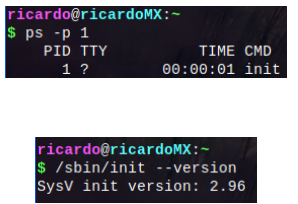 ricardo@ricardoMX:~
$ ps -p 1
    PID TTY          TIME CMD
      1 ?        00:00:01 init
ricardo@ricardoMX:~
$ /sbin/init --version
SysV init version: 2.96